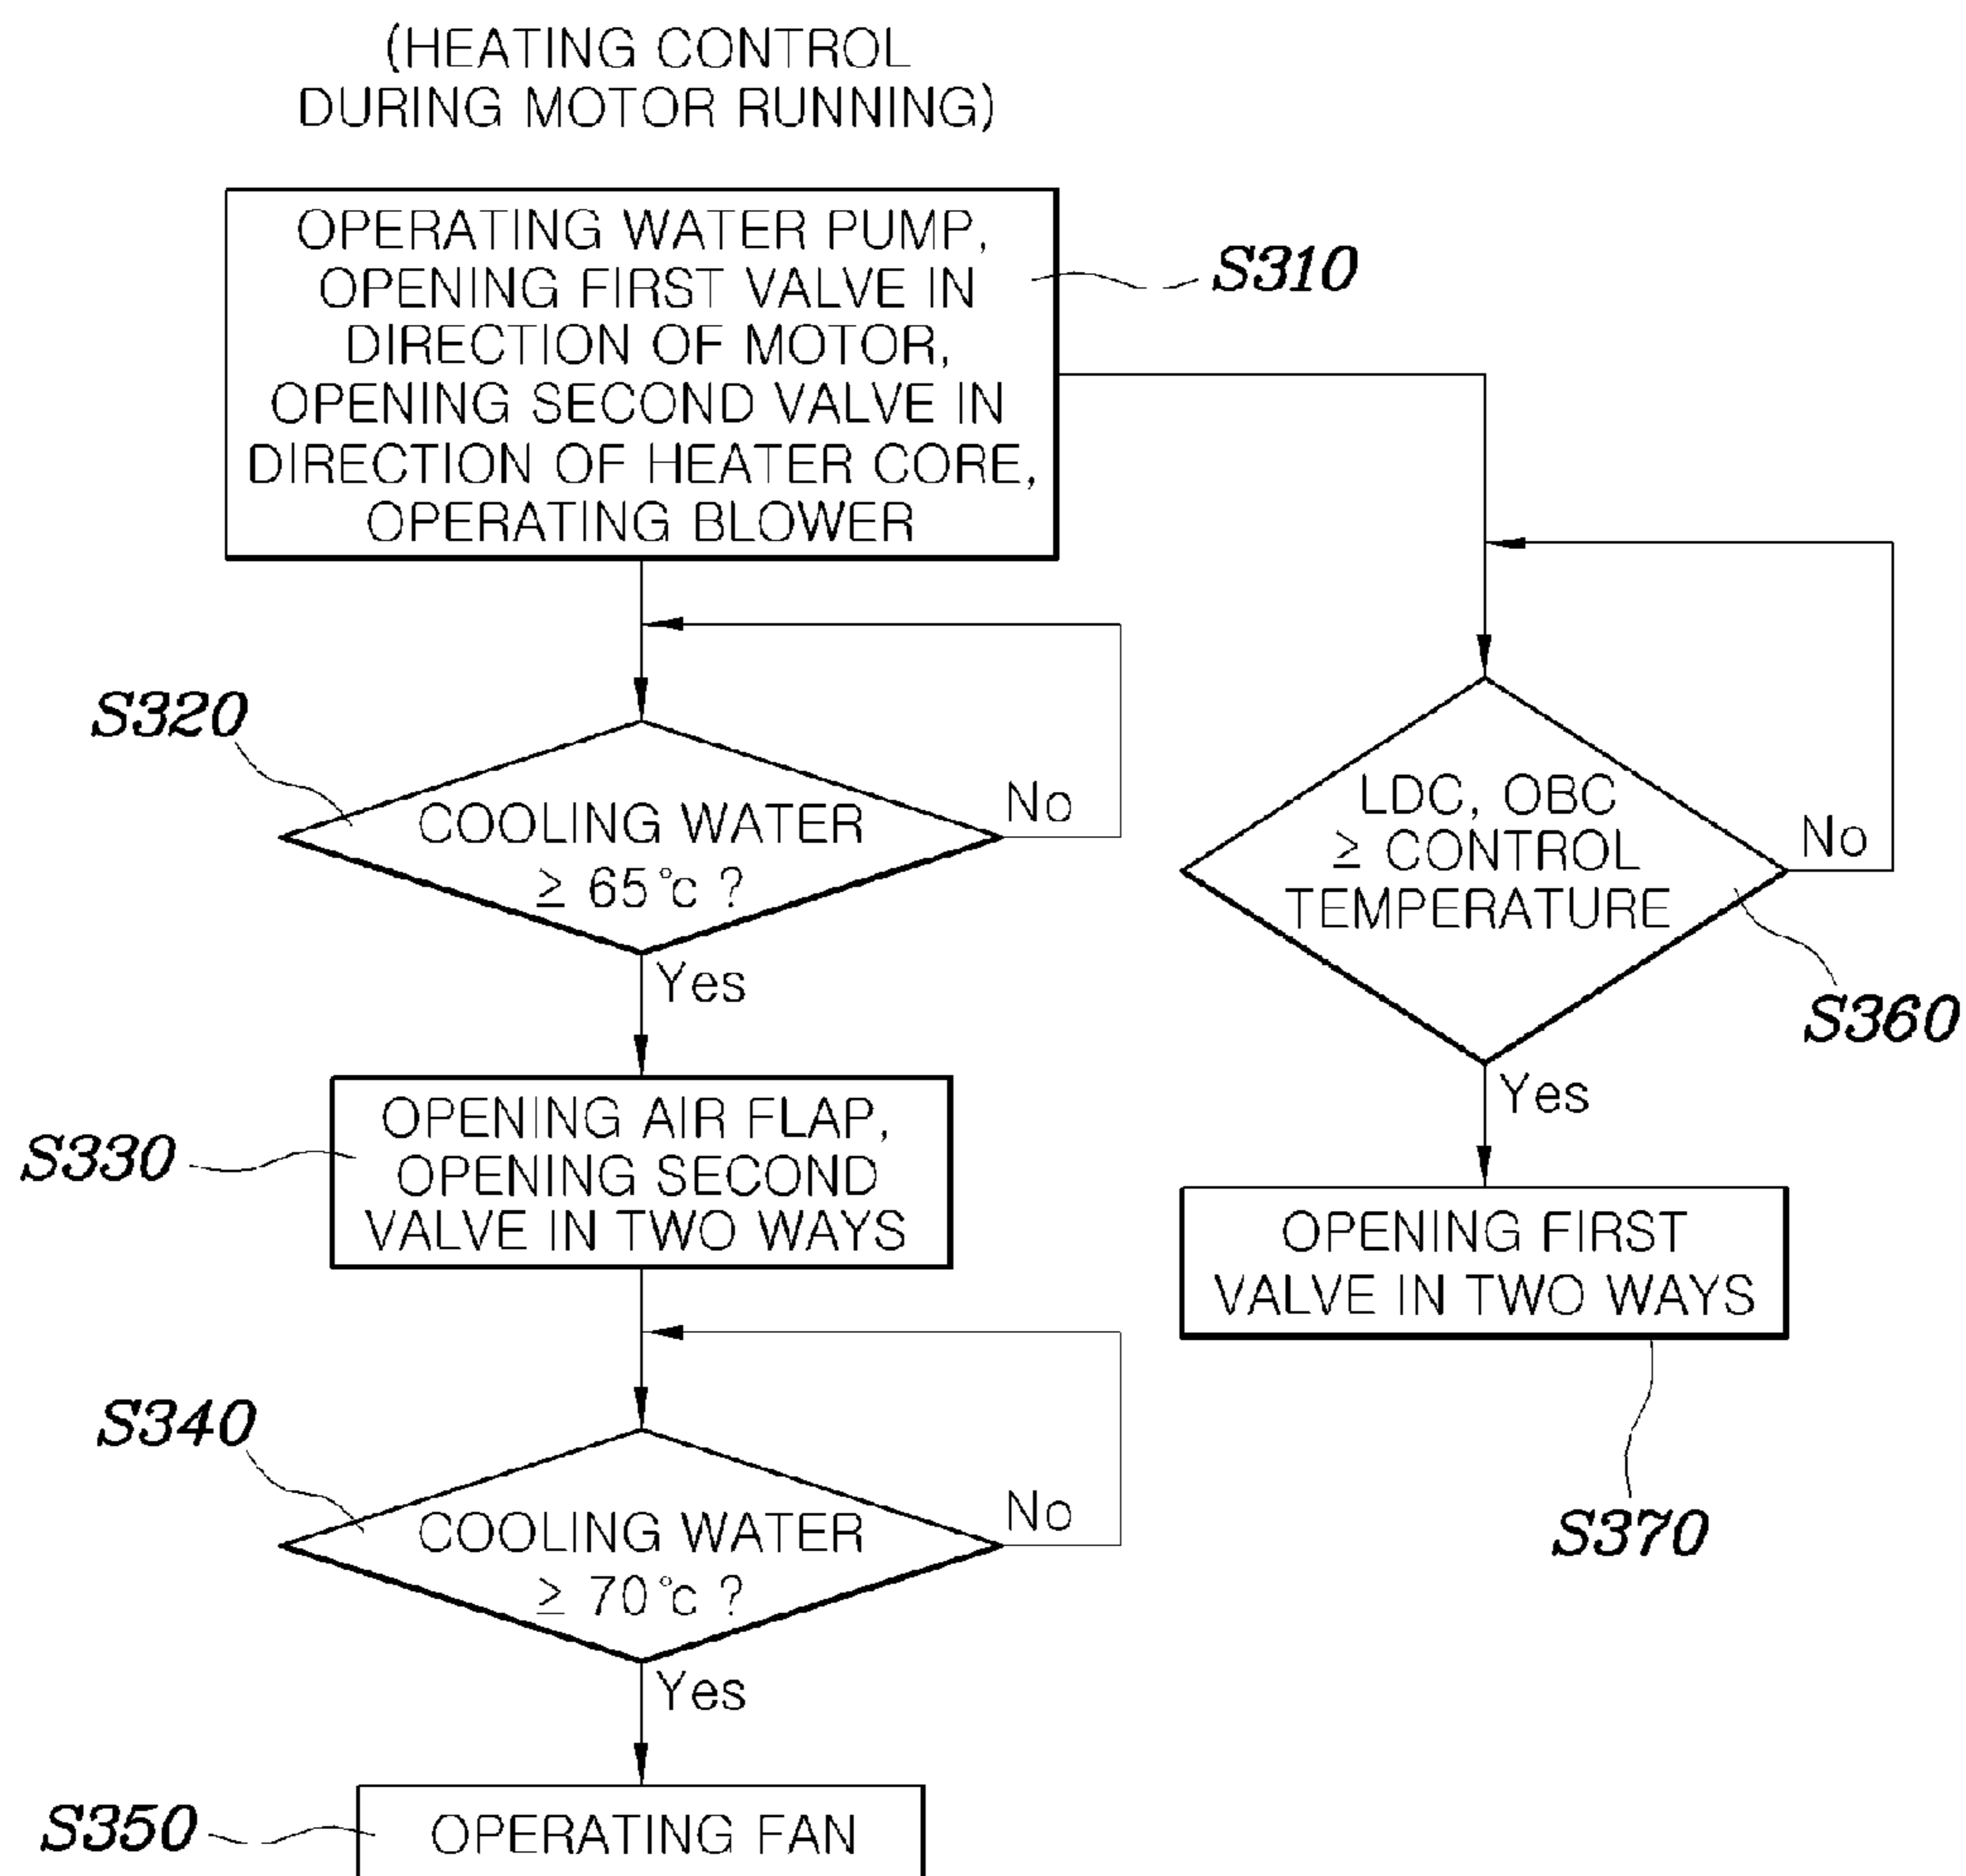 (HEATING CONTROL
DURING MOTOR RUNNING)
OPERATING WATER PUMP,
OPENING FIRST VALVE IN
DIRECTION OF MOTOR,
OPENING SECOND VALVE IN
DIRECTION OF HEATER CORE,
OPERATING BLOWER
S310
S320
COOLING WATER
≥ 65°c ?
No
Yes
S330
OPENING AIR FLAP,
OPENING SECOND
VALVE IN TWO WAYS
S340
COOLING WATER
≥ 70°c ?
No
Yes
S350
OPERATING FAN
LDC, OBC
≥ CONTROL
TEMPERATURE
No
S360
Yes
OPENING FIRST
VALVE IN TWO WAYS
S370